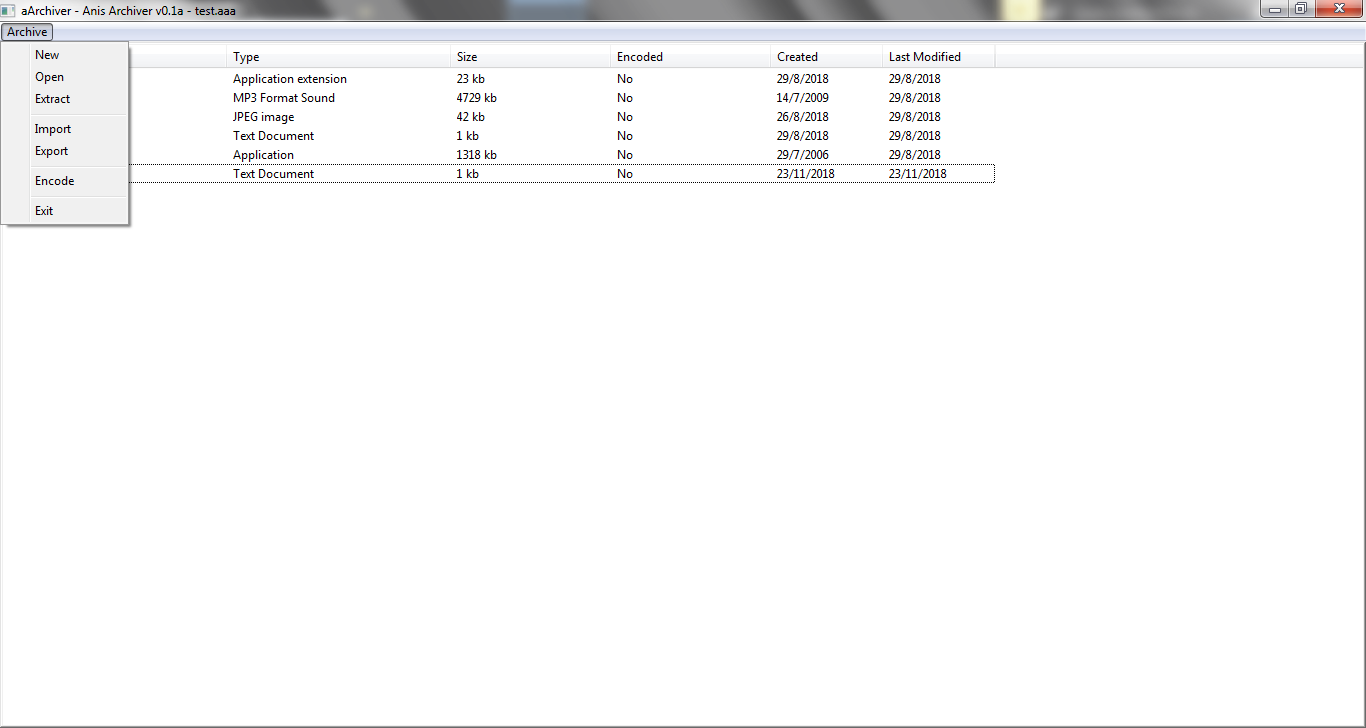 aArchiver - Anis Archiver v0.1a - test.aaa
Archive
New
Open
Extract
Import
Export
Encode
Exit
Type Size Encoded Created Last Modified
Application extension 23 kb No 29/8/2018 29/8/2018
MP3 Format Sound 4729 kb No 14/7/2009 29/8/2018
JPEG image 42 kb No 26/8/2018 29/8/2018
Text Document 1 kb No 29/8/2018 29/8/2018
Application 1318 kb No 29/7/2006 29/8/2018
Text Document 1 kb No 23/11/2018 23/11/2018